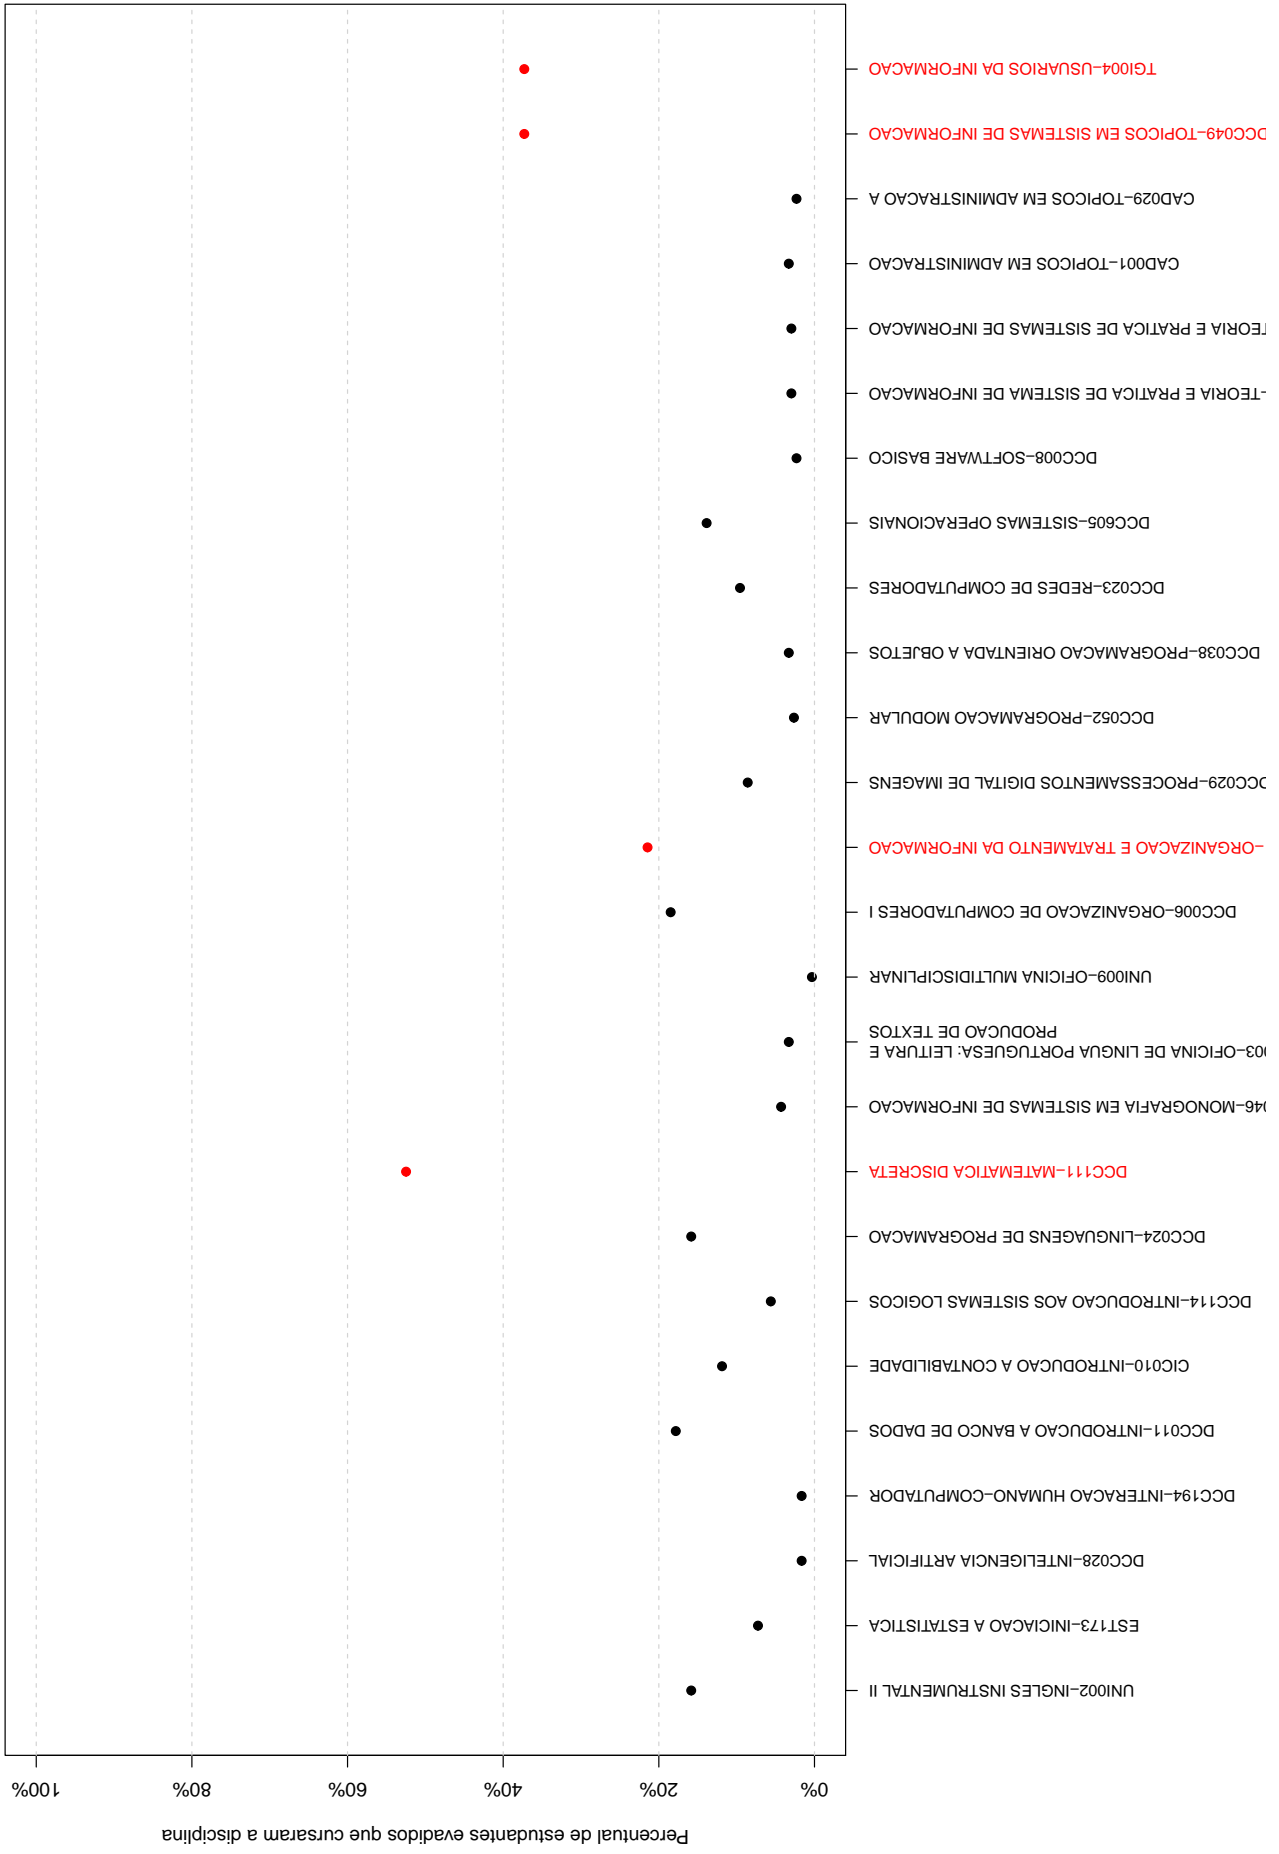 Percentual de estudantes evadidos que cursaram a disciplina
0% 20% 40% 60% 80% 100%
UNI002-INGLES INSTRUMENTAL II
EST173-INICIACAO A ESTATISTICA
DCC028-INTELIGENCIA ARTIFICIAL
DCC194-INTERACAO HUMANO-COMPUTADOR
DCC011-INTRODUCAO A BANCO DE DADOS
CIC010-INTRODUCAO A CONTABILIDADE
DCC114-INTRODUCAO AOS SISTEMAS LOGICOS
DCC024-LINGUAGENS DE PROGRAMACAO
DCC111-MATEMATICA DISCRETA
046-MONOGRAFIA EM SISTEMAS DE INFORMACAO
003-OFICINA DE LINGUA PORTUGUESA: LEITURA E
PRODUCAO DE TEXTOS
UNI009-OFICINA MULTIDISCIPLINAR
DCC006-ORGANIZACAO DE COMPUTADORES I
-ORGANIZACAO E TRATAMENTO DA INFORMACAO
DCC029-PROCESSAMENTOS DIGITAL DE IMAGENS
DCC052-PROGRAMACAO MODULAR
DCC038-PROGRAMACAO ORIENTADA A OBJETOS
DCC023-REDES DE COMPUTADORES
DCC605-SISTEMAS OPERACIONAIS
DCC008-SOFTWARE BASICO
-TEORIA E PRATICA DE SISTEMA DE INFORMACAO
TEORIA E PRATICA DE SISTEMAS DE INFORMACAO
CAD001-TOPICOS EM ADMINISTRACAO
CAD029-TOPICOS EM ADMINISTRACAO A
DCC049-TOPICOS EM SISTEMAS DE INFORMACAO
TGI004-USUARIOS DA INFORMACAO